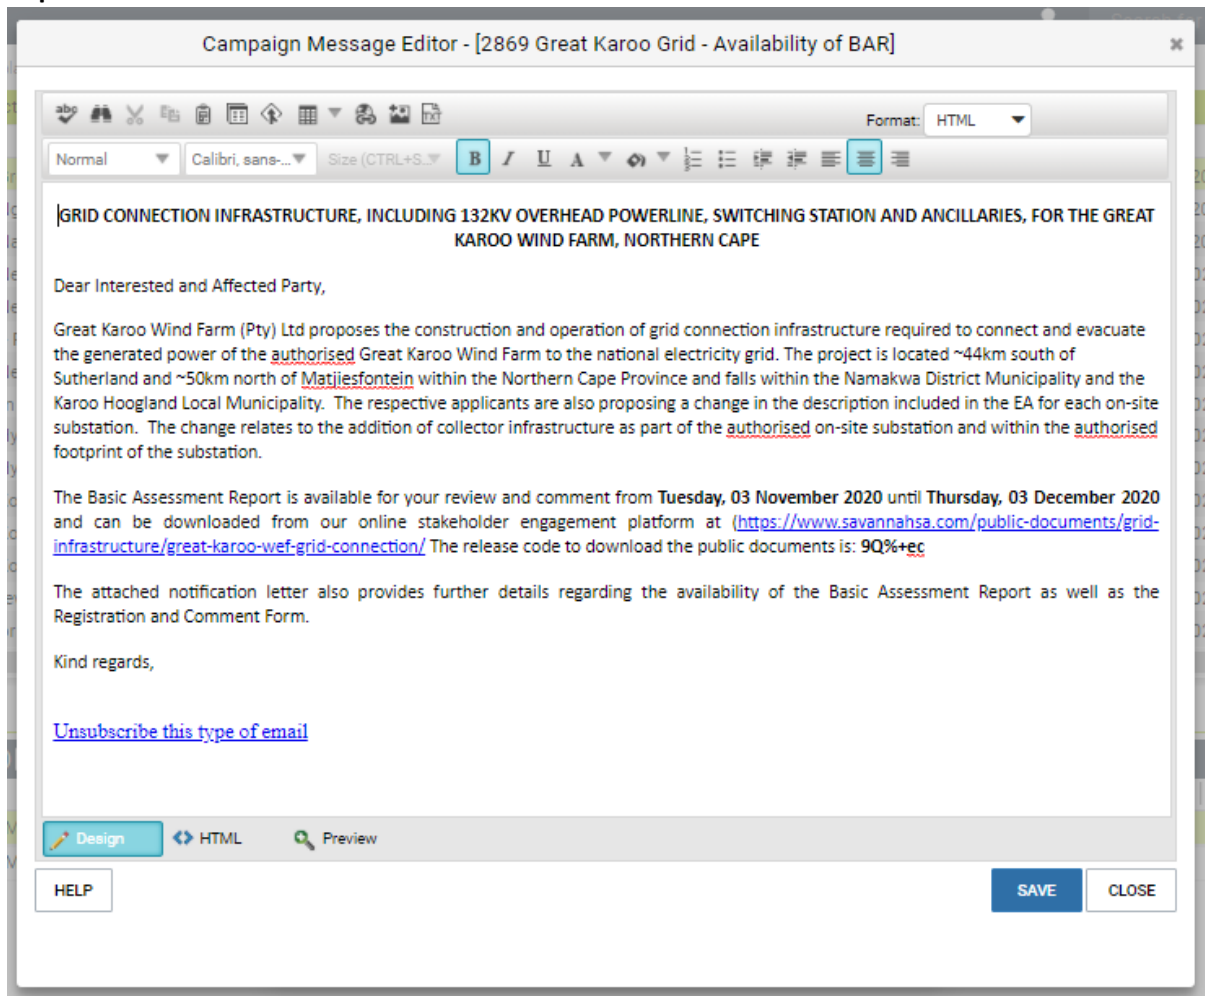 Campaign Message Editor - [2869 Great Karoo Grid - Availability of BAR]
Format: HTML
Normal Calibri, sans-... Size (CTRL+S... B I U A
GRID CONNECTION INFRASTRUCTURE, INCLUDING 132KV OVERHEAD POWERLINE, SWITCHING STATION AND ANCILLARIES, FOR THE GREAT
KAROO WIND FARM, NORTHERN CAPE
Dear Interested and Affected Party,
Great Karoo Wind Farm (Pty) Ltd proposes the construction and operation of grid connection infrastructure required to connect and evacuate
the generated power of the authorised Great Karoo Wind Farm to the national electricity grid. The project is located ~44km south of
Sutherland and ~50km north of Matjiesfontein within the Northern Cape Province and falls within the Namakwa District Municipality and the
Karoo Hoogland Local Municipality.  The respective applicants are also proposing a change in the description included in the EA for each on-site
substation.  The change relates to the addition of collector infrastructure as part of the authorised on-site substation and within the authorised
footprint of the substation.
The Basic Assessment Report is available for your review and comment from Tuesday, 03 November 2020 until Thursday, 03 December 2020
and can be downloaded from our online stakeholder engagement platform at (https://www.savannahsa.com/public-documents/grid-
infrastructure/great-karoo-wef-grid-connection/ The release code to download the public documents is: 9Q%+ec
The attached notification letter also provides further details regarding the availability of the Basic Assessment Report as well as the
Registration and Comment Form.
Kind regards,
Unsubscribe this type of email
Design HTML Preview
HELP SAVE CLOSE